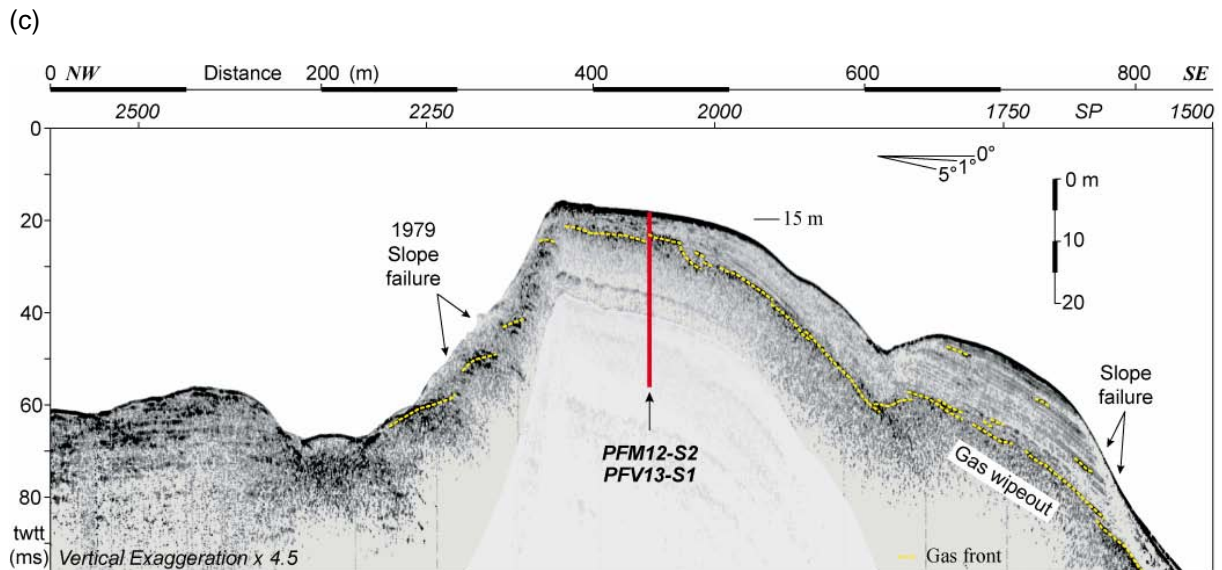 (c)
0 NW Distance 200 (m) 400 600 800 SE
2500 2250 2000 1750 SP 1500
0
20
40
60
80
twtt
(ms)
0°
1°
5°
0 m
10
20
15 m
1979
Slope
failure
Slope
failure
PFM12-S2
PFV13-S1
Gas wipeout
Vertical Exaggeration x 4.5
Gas front